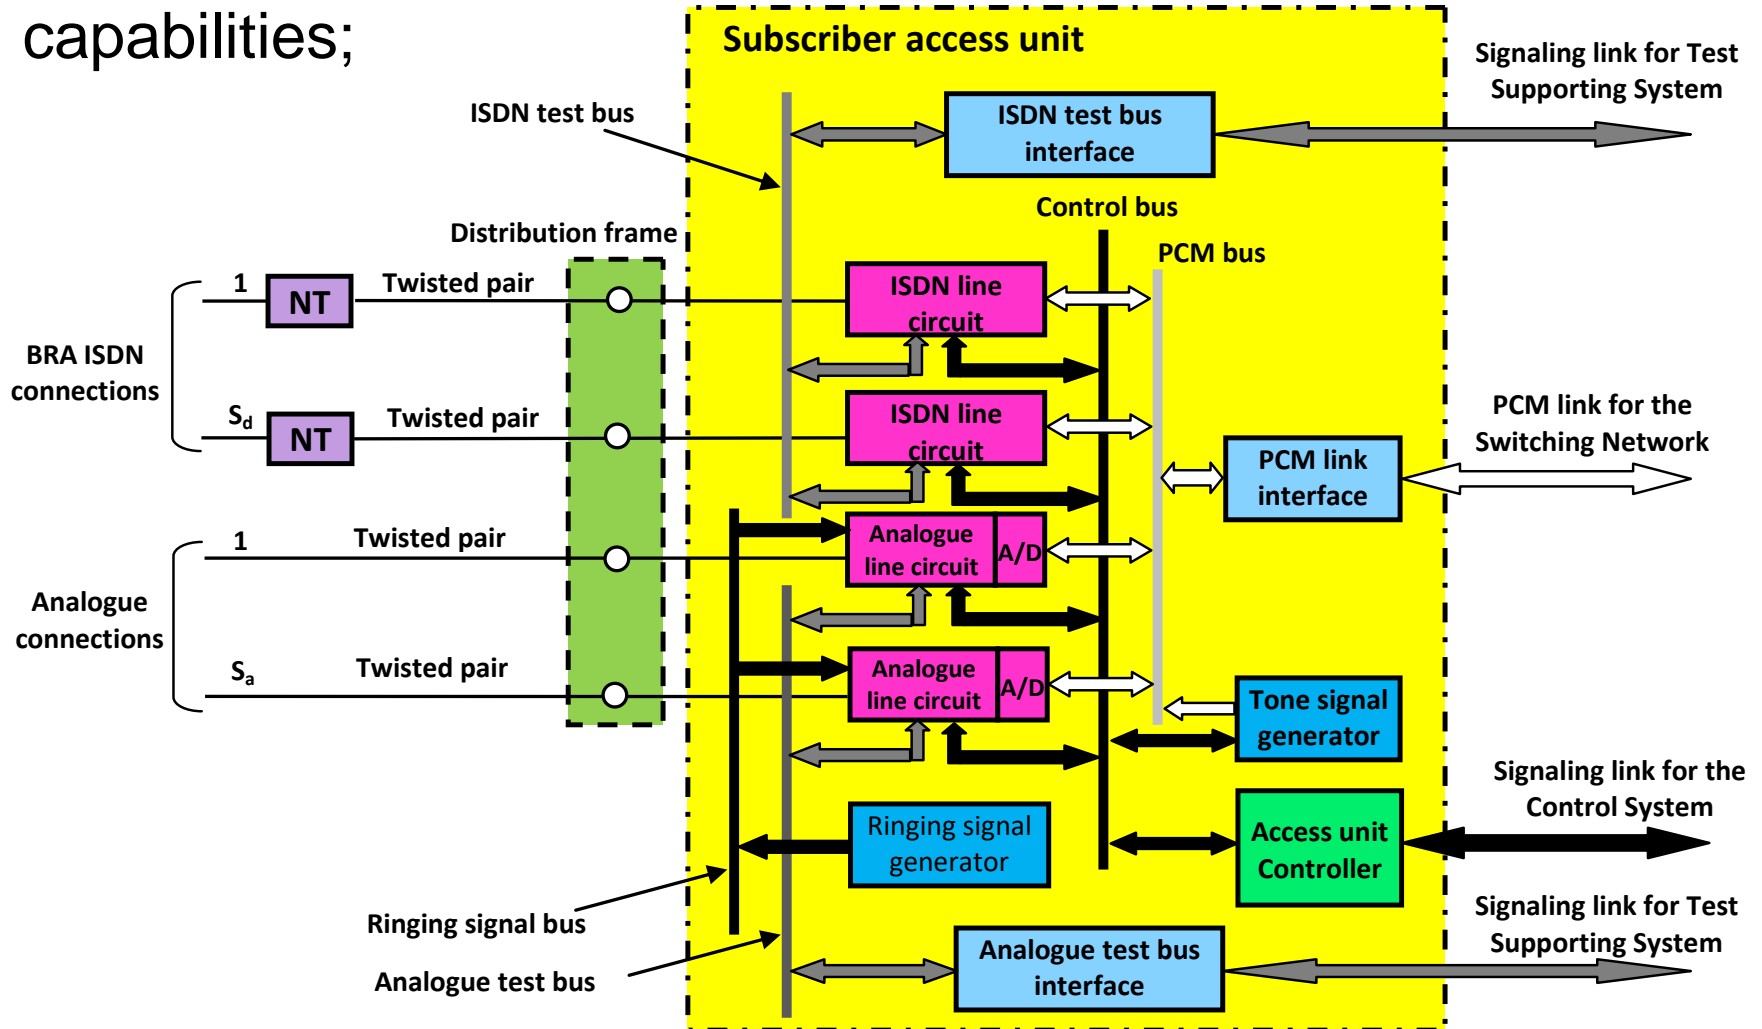 capabilities;
Subscriber access unit
Signaling link for Test
Supporting System
ISDN test bus
ISDN test bus
interface
Control bus
Distribution frame
PCM bus
1
NT
Twisted pair
ISDN line
circuit
BRA ISDN
connections
Sd
NT
Twisted pair
ISDN line
circuit
PCM link for the
Switching Network
PCM link
interface
1
Twisted pair
Analogue
line circuit
A/D
Analogue
connections
Sa
Twisted pair
Analogue
line circuit
A/D
Tone signal
generator
Signaling link for the
Control System
Ringing signal
generator
Access unit
Controller
Ringing signal bus
Signaling link for Test
Supporting System
Analogue test bus
Analogue test bus
interface